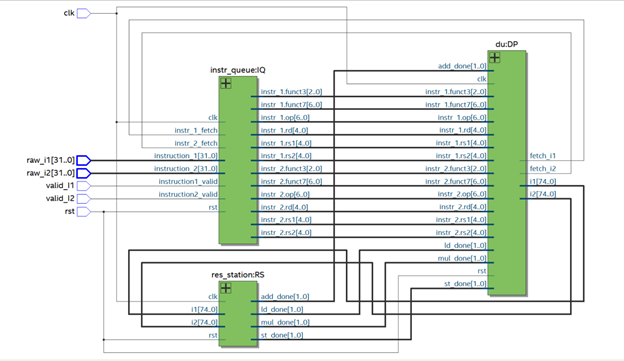 clk
raw_i1[31..0]
raw_i2[31..0]
valid_I1
valid_I2
rst
instr_queue:IQ
clk
instr_1_fetch
instr_2_fetch
instruction_1[31..0]
instruction_2[31..0]
instruction1_valid
instruction2_valid
rst
instr_1.funct3[2..0]
instr_1.funct7[6..0]
instr_1.op[6..0]
instr_1.rd[4..0]
instr_1.rs1[4..0]
instr_1.rs2[4..0]
instr_2.funct3[2..0]
instr_2.funct7[6..0]
instr_2.op[6..0]
instr_2.rd[4..0]
instr_2.rs1[4..0]
instr_2.rs2[4..0]
du:DP
add_done[1..0]
clk
instr_1.funct3[2..0]
instr_1.funct7[6..0]
instr_1.op[6..0]
instr_1.rd[4..0]
instr_1.rs1[4..0]
instr_1.rs2[4..0]
instr_2.funct3[2..0]
instr_2.funct7[6..0]
instr_2.op[6..0]
instr_2.rd[4..0]
instr_2.rs1[4..0]
instr_2.rs2[4..0]
ld_done[1..0]
mul_done[1..0]
rst
st_done[1..0]
fetch_i1
fetch_i2
i1[74..0]
i2[74..0]
res_station:RS
clk
i1[74..0]
i2[74..0]
rst
add_done[1..0]
ld_done[1..0]
mul_done[1..0]
st_done[1..0]